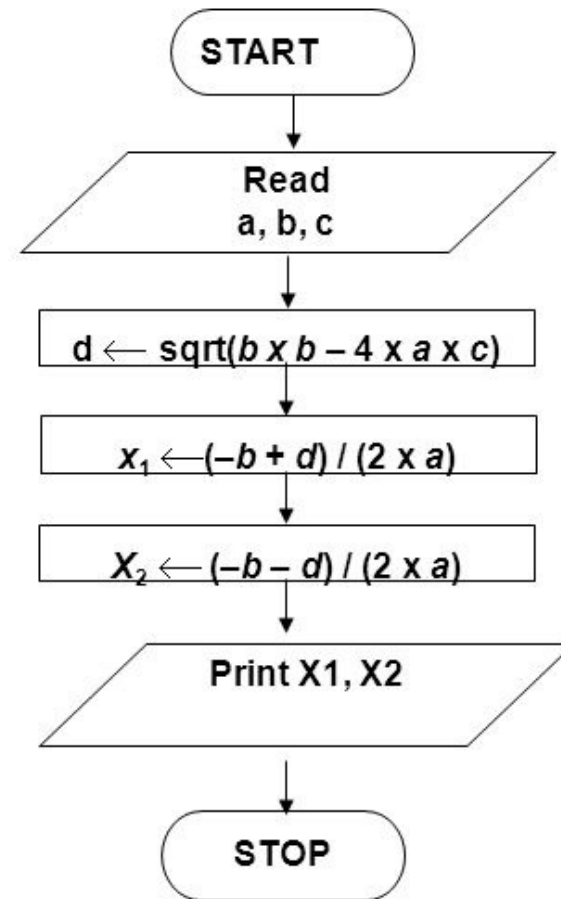 START
Read
a, b, c
d ← sqrt(b x b – 4 x a x c)
x₁ ← (–b + d) / (2 x a)
X₂ ← (–b – d) / (2 x a)
Print X1, X2
STOP